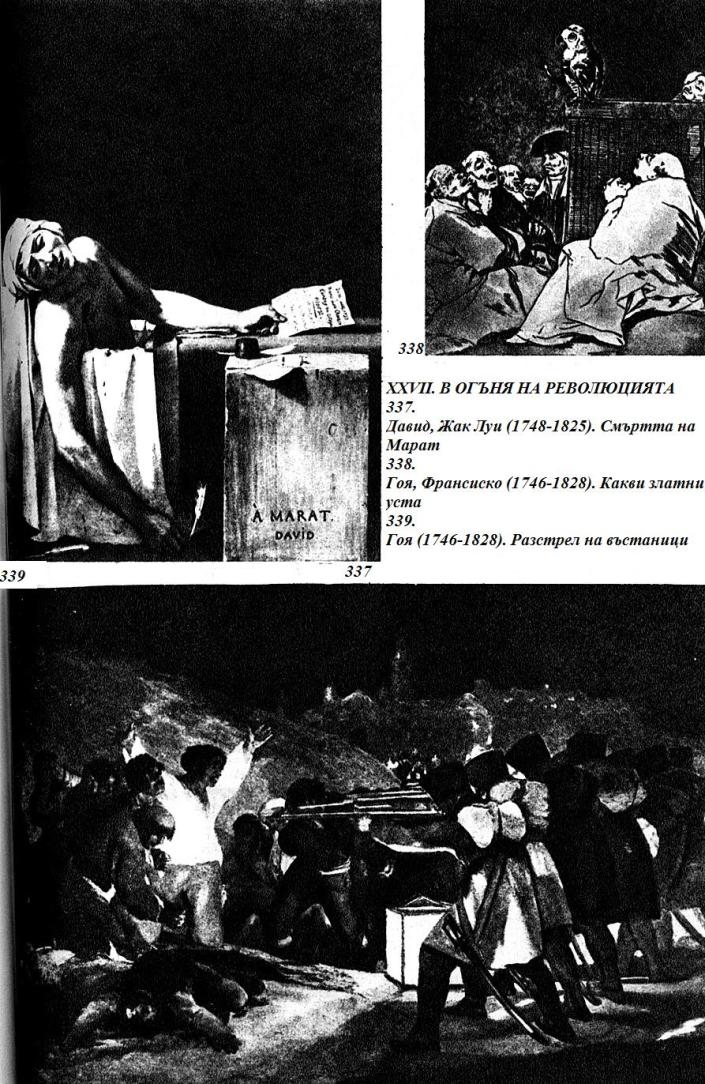 À MARAT.
DAVID
338
XXVII. В ОГЪНЯ НА РЕВОЛЮЦИЯТА
337.
Давид, Жак Луи (1748-1825). Смъртта на
Марат
338.
Гоя, Франсиско (1746-1828). Какви златни
уста
339.
Гоя (1746-1828). Разстрел на въстаници
339
337